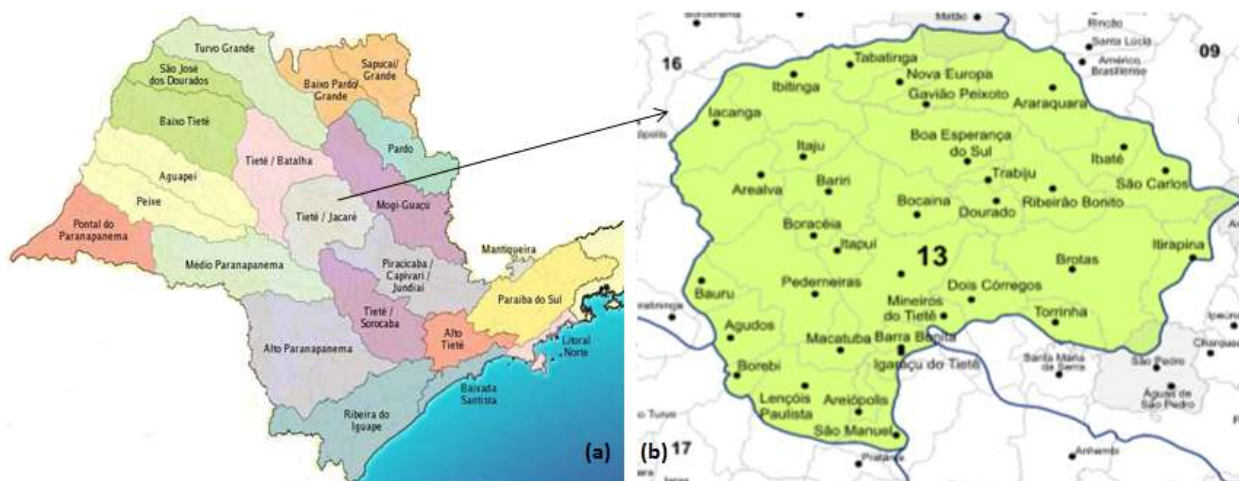 Turvo Grande
Sapucaí/
Grande
São José
dos Dourados
Baixo Pardo/
Grande
Baixo Tietê
Pardo
Tietê / Batalha
Aguapeí
Mogi-Guaçú
Peixe
Tietê / Jacaré
Pontal do
Paranapanema
Mantiqueira
Médio Paranapanema
Piracicaba /
Capivari /
Jundiaí
Paraíba do Sul
Tietê /
Sorocaba
Alto
Tietê
Alto Paranapanema
Litoral
Norte
Baixada
Santista
Ribeira do
Iguape
(a)
Matão
Rincão
Santa Lúcia
09
Américo
Brasiliense
16
Tabatinga
Ibitinga
Nova Europa
Gavião Peixoto
Araraquara
Iacanga
Boa Esperança
do Sul
Itaju
Ibaté
Arealva
Bariri
Trabiju
São Carlos
Bocaina
Dourado
Ribeirão Bonito
Boracéia
Itapuí
Itirapina
13
Brotas
Bauru
Pederneiras
Dois Córregos
Mineiros
do Tietê
Torrinha
Agudos
Macatuba
Barra Bonita
Igaraçu do Tietê
Santa Maria
da Serra
São Pedro
Borebi
Águas de
São Pedro
Lençóis
Paulista
Areiópolis
São Manuel
17
Anhembi
(b)